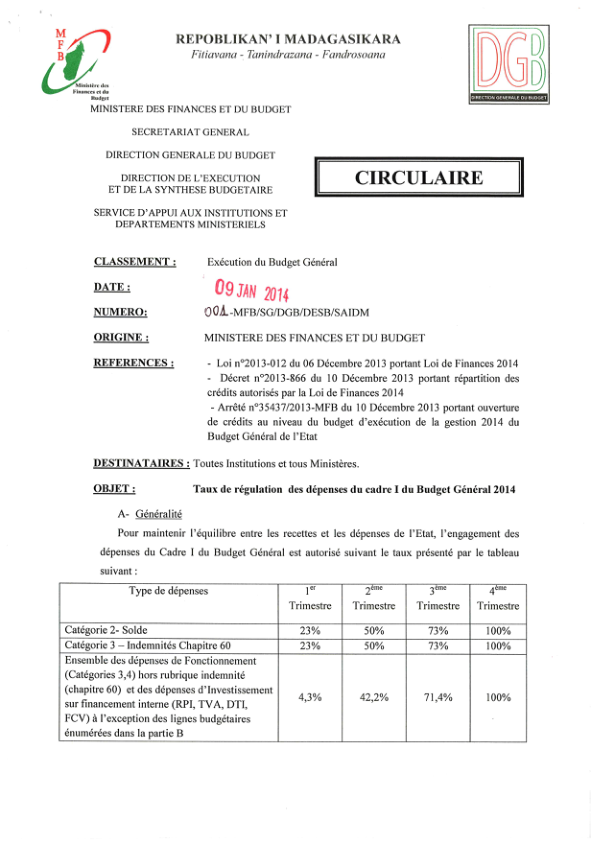 MFB
Ministère des
Finances et du
Budget
REPOBLIKAN' I MADAGASIKARA
Fitiavana - Tanindrazana - Fandrosoana
DGB
DIRECTION GENERALE DU BUDGET
MINISTERE DES FINANCES ET DU BUDGET
SECRETARIAT GENERAL
DIRECTION GENERALE DU BUDGET
DIRECTION DE L'EXECUTION
ET DE LA SYNTHESE BUDGETAIRE
SERVICE D'APPUI AUX INSTITUTIONS ET
DEPARTEMENTS MINISTERIELS
CIRCULAIRE
CLASSEMENT : Exécution du Budget Général
DATE : 09 JAN 2014
NUMERO: 001-MFB/SG/DGB/DESB/SAIDM
ORIGINE : MINISTERE DES FINANCES ET DU BUDGET
REFERENCES : - Loi n°2013-012 du 06 Décembre 2013 portant Loi de Finances 2014
- Décret n°2013-866 du 10 Décembre 2013 portant répartition des
crédits autorisés par la Loi de Finances 2014
- Arrêté n°35437/2013-MFB du 10 Décembre 2013 portant ouverture
de crédits au niveau du budget d'exécution de la gestion 2014 du
Budget Général de l'Etat
DESTINATAIRES : Toutes Institutions et tous Ministères.
OBJET : Taux de régulation des dépenses du cadre I du Budget Général 2014
A- Généralité
Pour maintenir l'équilibre entre les recettes et les dépenses de l'Etat, l'engagement des
dépenses du Cadre I du Budget Général est autorisé suivant le taux présenté par le tableau
suivant :
Type de dépenses 1er Trimestre 2ème Trimestre 3ème Trimestre 4ème Trimestre
Catégorie 2- Solde 23% 50% 73% 100%
Catégorie 3 – Indemnités Chapitre 60 23% 50% 73% 100%
Ensemble des dépenses de Fonctionnement
(Catégories 3,4) hors rubrique indemnité
(chapitre 60) et des dépenses d'Investissement
sur financement interne (RPI, TVA, DTI,
FCV) à l'exception des lignes budgétaires
énumérées dans la partie B
4,3% 42,2% 71,4% 100%